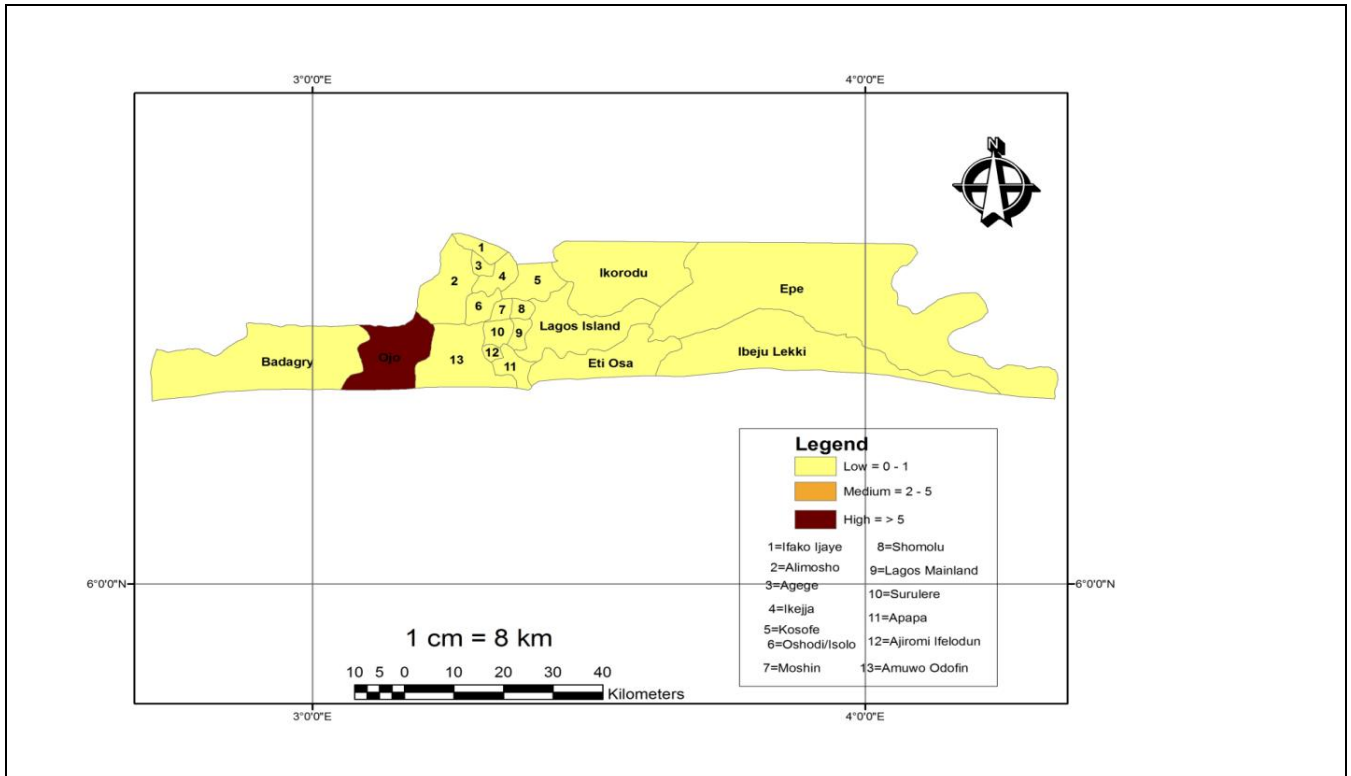 3°0'0"E 4°0'0"E
N
1
3
2 4 5
Ikorodu
Epe
6 7 8
Lagos Island
10 9
Badagry
Ojo
13
12
11
Eti Osa
Ibeju Lekki
Legend
Low = 0 - 1
Medium = 2 - 5
High = > 5
1=Ifako Ijaye
2=Alimosho
3=Agege
4=Ikejja
5=Kosofe
6=Oshodi/Isolo
7=Moshin
8=Shomolu
9=Lagos Mainland
10=Surulere
11=Apapa
12=Ajiromi Ifelodun
13=Amuwo Odofin
6°0'0"N 6°0'0"N
1 cm = 8 km
10 5 0 10 20 30 40
Kilometers
3°0'0"E 4°0'0"E